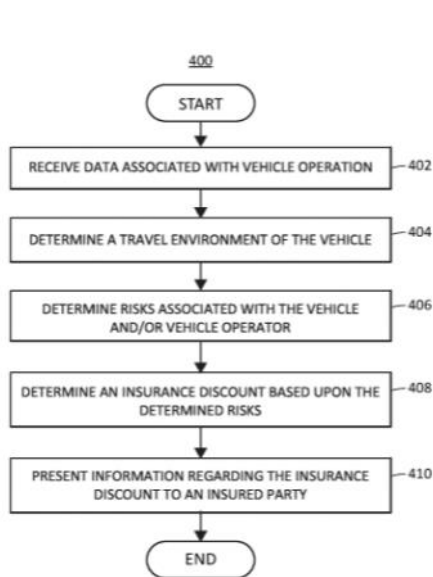 400
START
RECEIVE DATA ASSOCIATED WITH VEHICLE OPERATION
402
DETERMINE A TRAVEL ENVIRONMENT OF THE VEHICLE
404
DETERMINE RISKS ASSOCIATED WITH THE VEHICLE
AND/OR VEHICLE OPERATOR
406
DETERMINE AN INSURANCE DISCOUNT BASED UPON THE
DETERMINED RISKS
408
PRESENT INFORMATION REGARDING THE INSURANCE
DISCOUNT TO AN INSURED PARTY
410
END